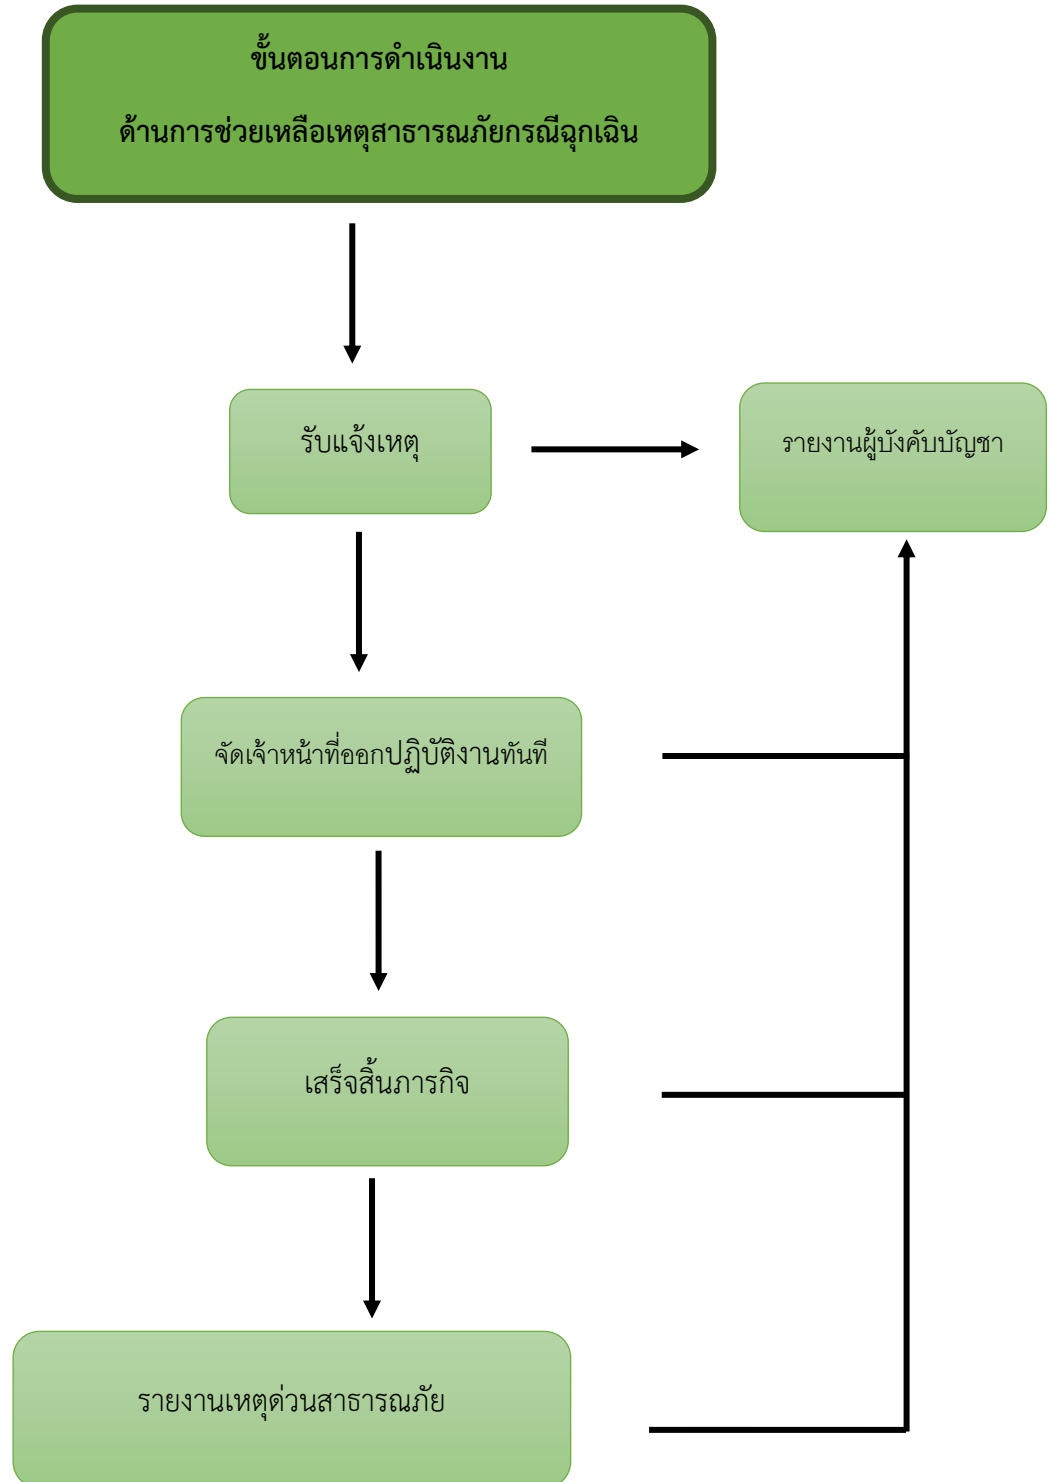 ขั้นตอนการดำเนินงาน
ด้านการช่วยเหลือเหตุสาธารณภัยกรณีฉุกเฉิน
รับแจ้งเหตุ
รายงานผู้บังคับบัญชา
จัดเจ้าหน้าที่ออกปฏิบัติงานทันที
เสร็จสิ้นภารกิจ
รายงานเหตุด่วนสาธารณภัย